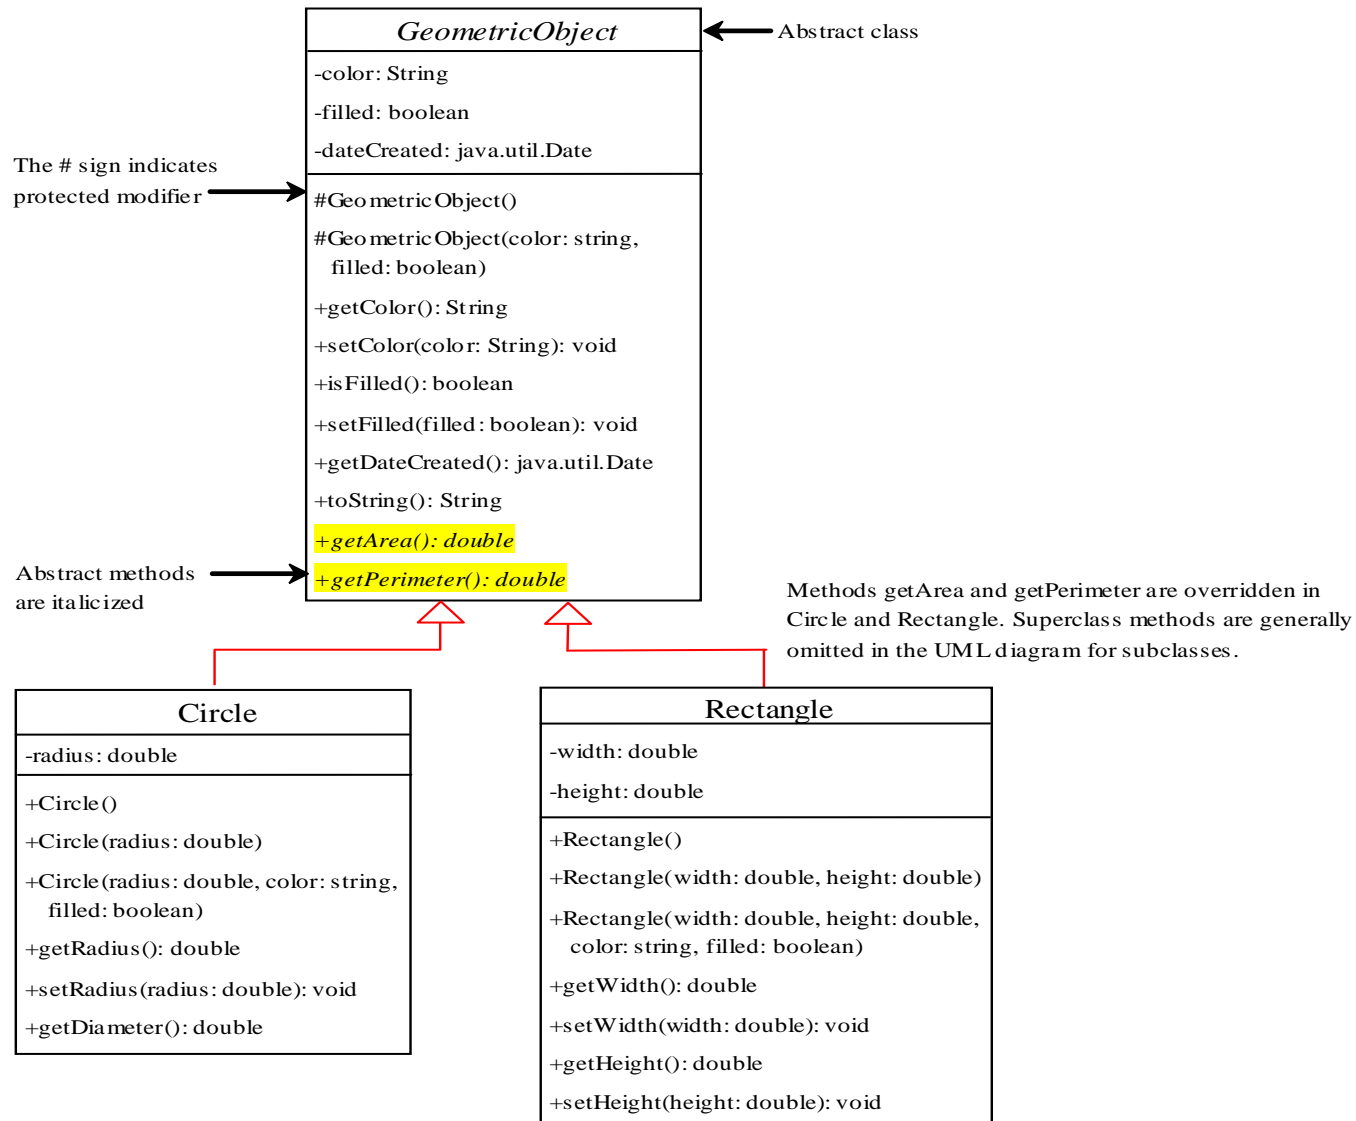 GeometricObject
Abstract class
-color: String
-filled: boolean
-dateCreated: java.util.Date
The # sign indicates
protected modifier
#GeometricObject()
#GeometricObject(color: string,
filled: boolean)
+getColor(): String
+setColor(color: String): void
+isFilled(): boolean
+setFilled(filled: boolean): void
+getDateCreated(): java.util.Date
+toString(): String
+getArea(): double
+getPerimeter(): double
Abstract methods
are italicized
Methods getArea and getPerimeter are overridden in
Circle and Rectangle. Superclass methods are generally
omitted in the UML diagram for subclasses.
Circle
-radius: double
+Circle()
+Circle(radius: double)
+Circle(radius: double, color: string,
filled: boolean)
+getRadius(): double
+setRadius(radius: double): void
+getDiameter(): double
Rectangle
-width: double
-height: double
+Rectangle()
+Rectangle(width: double, height: double)
+Rectangle(width: double, height: double,
color: string, filled: boolean)
+getWidth(): double
+setWidth(width: double): void
+getHeight(): double
+setHeight(height: double): void